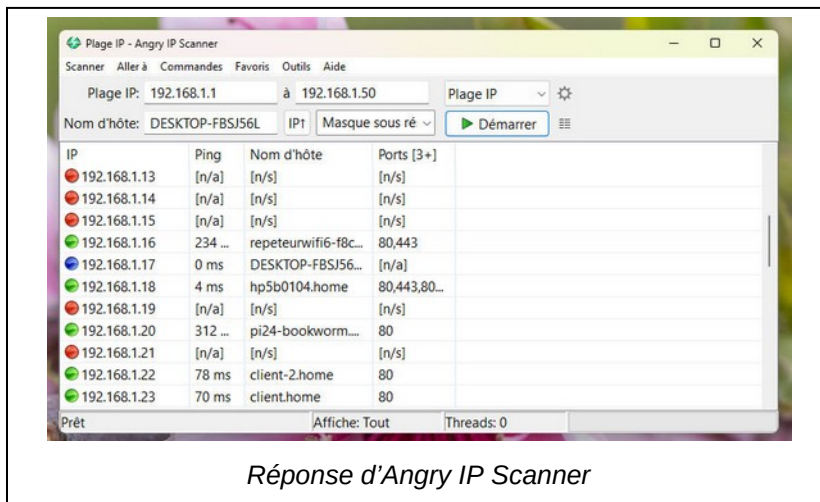 Plage IP - Angry IP Scanner
Scanner Aller à Commandes Favoris Outils Aide
Plage IP: 192.168.1.1 à 192.168.1.50 Plage IP
Nom d'hôte: DESKTOP-FBSJ56L IP↑ Masque sous ré Démarrer
IP Ping Nom d'hôte Ports [3+]
192.168.1.13 [n/a] [n/s] [n/s]
192.168.1.14 [n/a] [n/s] [n/s]
192.168.1.15 [n/a] [n/s] [n/s]
192.168.1.16 234 ... repeteurwifi6-f8c... 80,443
192.168.1.17 0 ms DESKTOP-FBSJ56... [n/a]
192.168.1.18 4 ms hp5b0104.home 80,443,80...
192.168.1.19 [n/a] [n/s] [n/s]
192.168.1.20 312 ... pi24-bookworm.... 80
192.168.1.21 [n/a] [n/s] [n/s]
192.168.1.22 78 ms client-2.home 80
192.168.1.23 70 ms client.home 80
Prêt Affiche: Tout Threads: 0
Réponse d'Angry IP Scanner